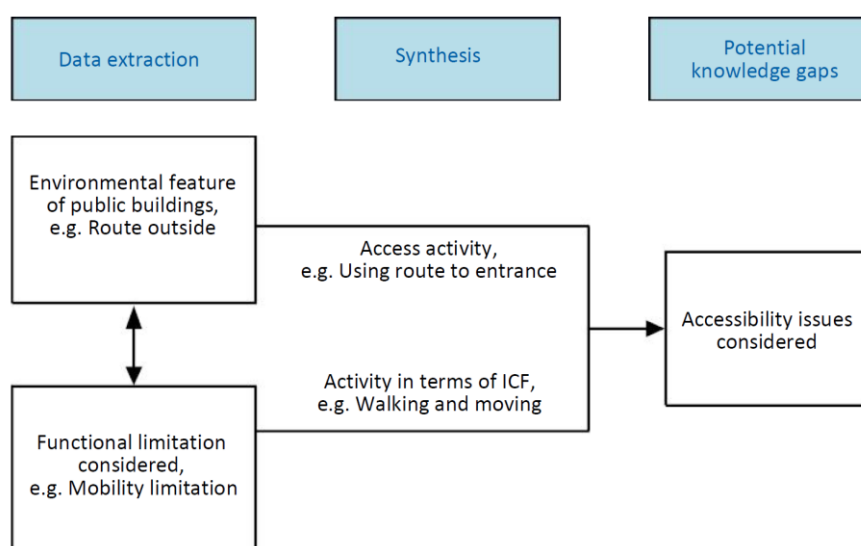 Data extraction
Synthesis
Potential
knowledge gaps
Environmental feature
of public buildings,
e.g. Route outside
Access activity,
e.g. Using route to entrance
Accessibility issues
considered
Activity in terms of ICF,
e.g. Walking and moving
Functional limitation
considered,
e.g. Mobility limitation